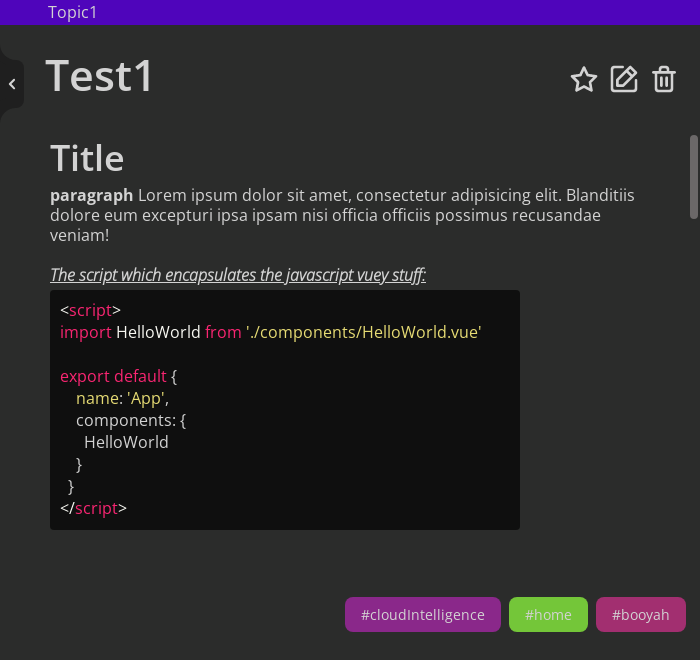 Topic1
Test1
Title
paragraph Lorem ipsum dolor sit amet, consectetur adipisicing elit. Blanditiis
dolore eum excepturi ipsa ipsam nisi officia officiis possimus recusandae
veniam!
The script which encapsulates the javascript vuey stuff:
<script>
import HelloWorld from './components/HelloWorld.vue'
export default {
name: 'App',
components: {
HelloWorld
}
}
</script>
#cloudIntelligence #home #booyah